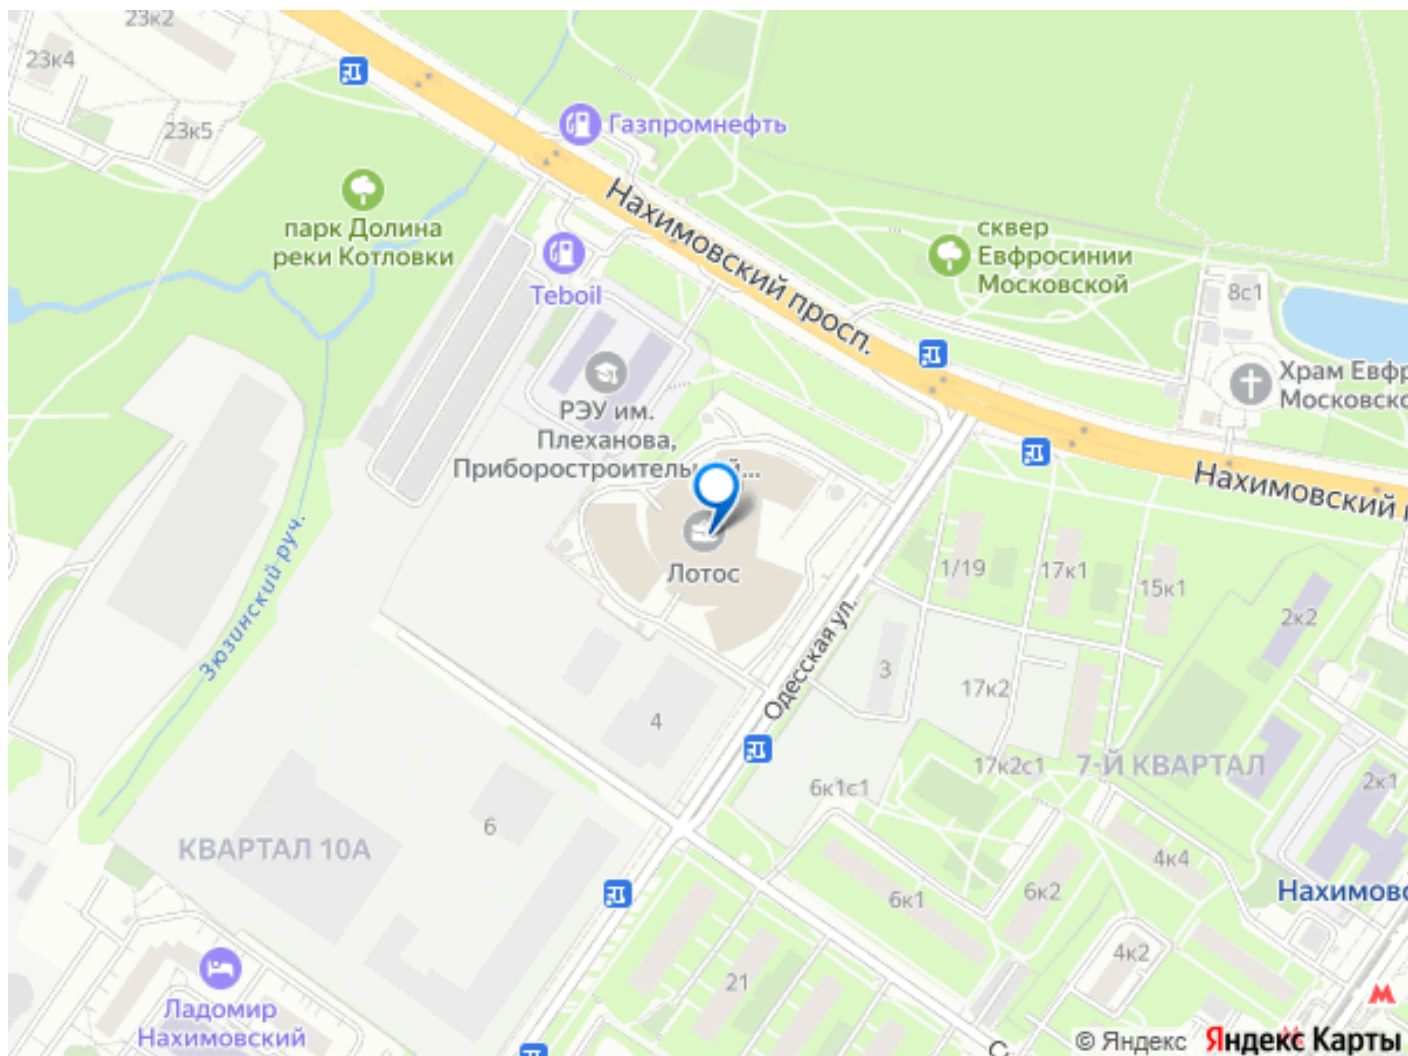 23к2
23к4
23к5
Газпромнефть
Нахимовский просп.
парк Долина
реки Котловки
сквер
Евфросинии
Московской
Teboil
8с1
Храм Евфр
Московско
РЭУ им.
Плеханова,
Приборостроительный...
Нахимовский
Лотос
1/19
17к1
15к1
2к2
Зюзинский руч.
Одесская ул.
3
17к2
4
17к2с1
7-Й КВАРТАЛ
6к1с1
2к1
6
КВАРТАЛ 10А
4к4
6к1
6к2
Нахимовс
4к2
21
Ладомир
Нахимовский
С
© Яндекс Яндекс Карты